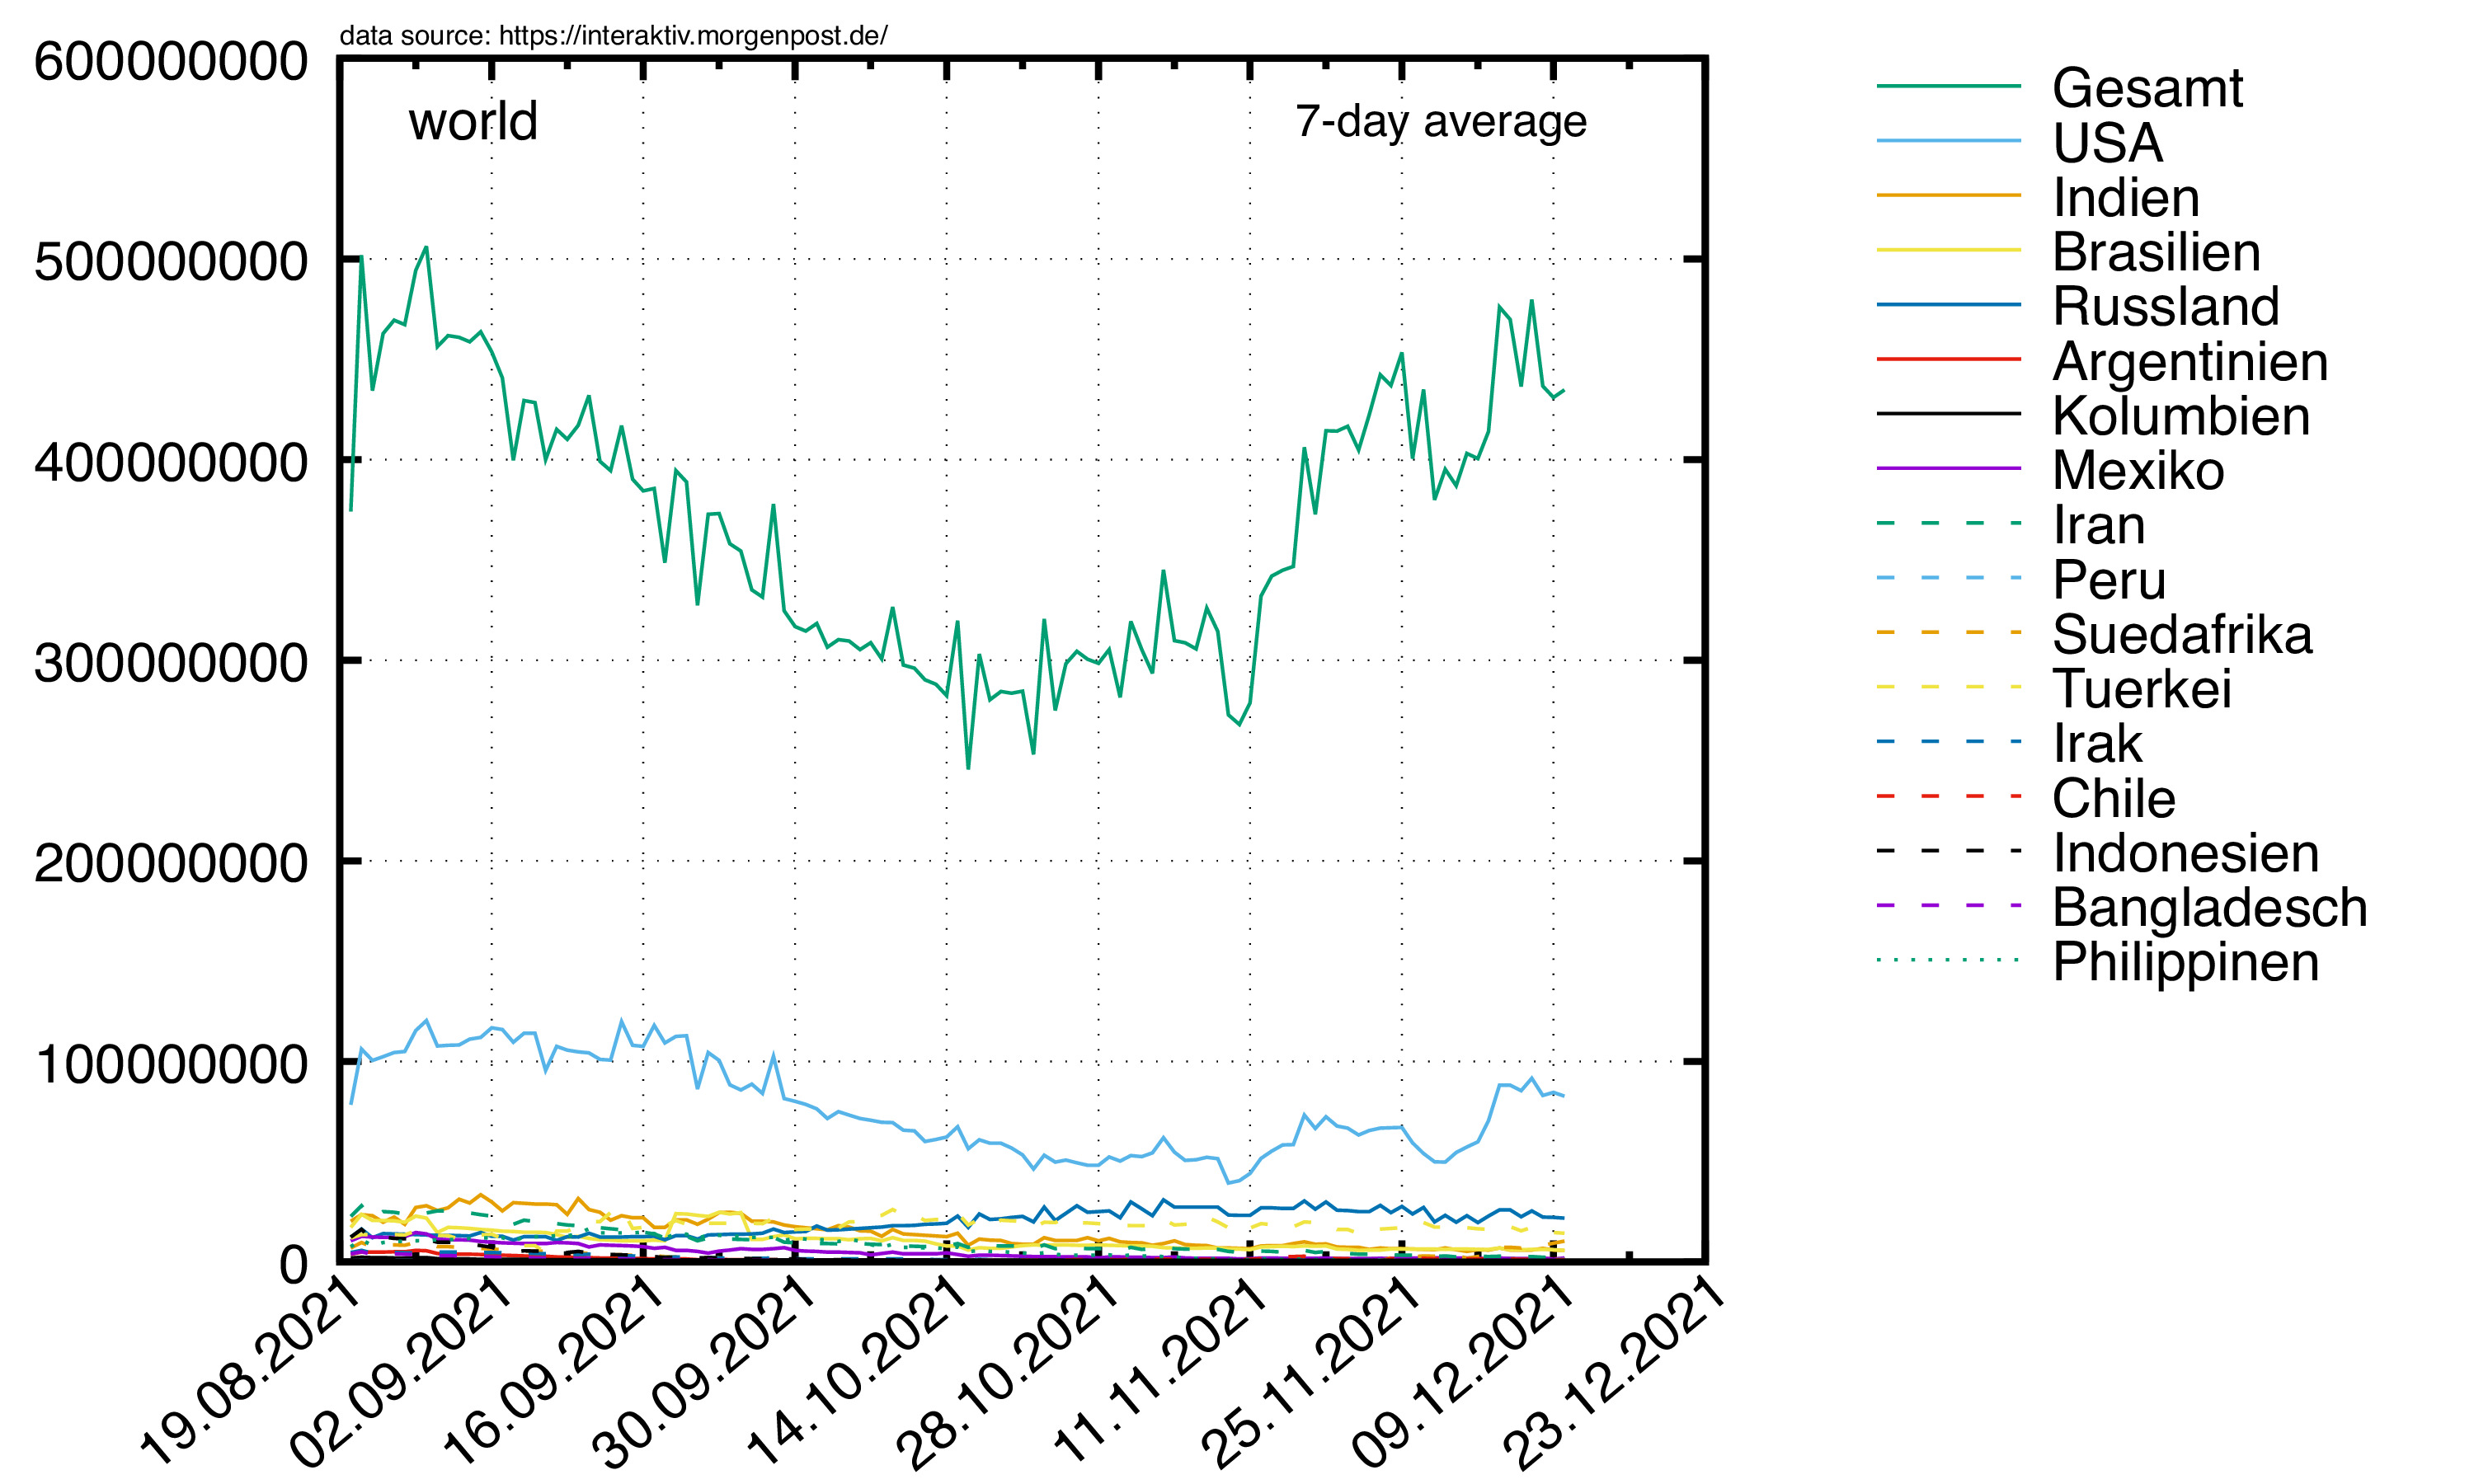 data source: https://interaktiv.morgenpost.de/
world
7-day average
600000000
500000000
400000000
300000000
200000000
100000000
0
19.08.2021
02.09.2021
16.09.2021
30.09.2021
14.10.2021
28.10.2021
11.11.2021
25.11.2021
09.12.2021
23.12.2021
Gesamt
USA
Indien
Brasilien
Russland
Argentinien
Kolumbien
Mexiko
Iran
Peru
Suedafrika
Tuerkei
Irak
Chile
Indonesien
Bangladesch
Philippinen